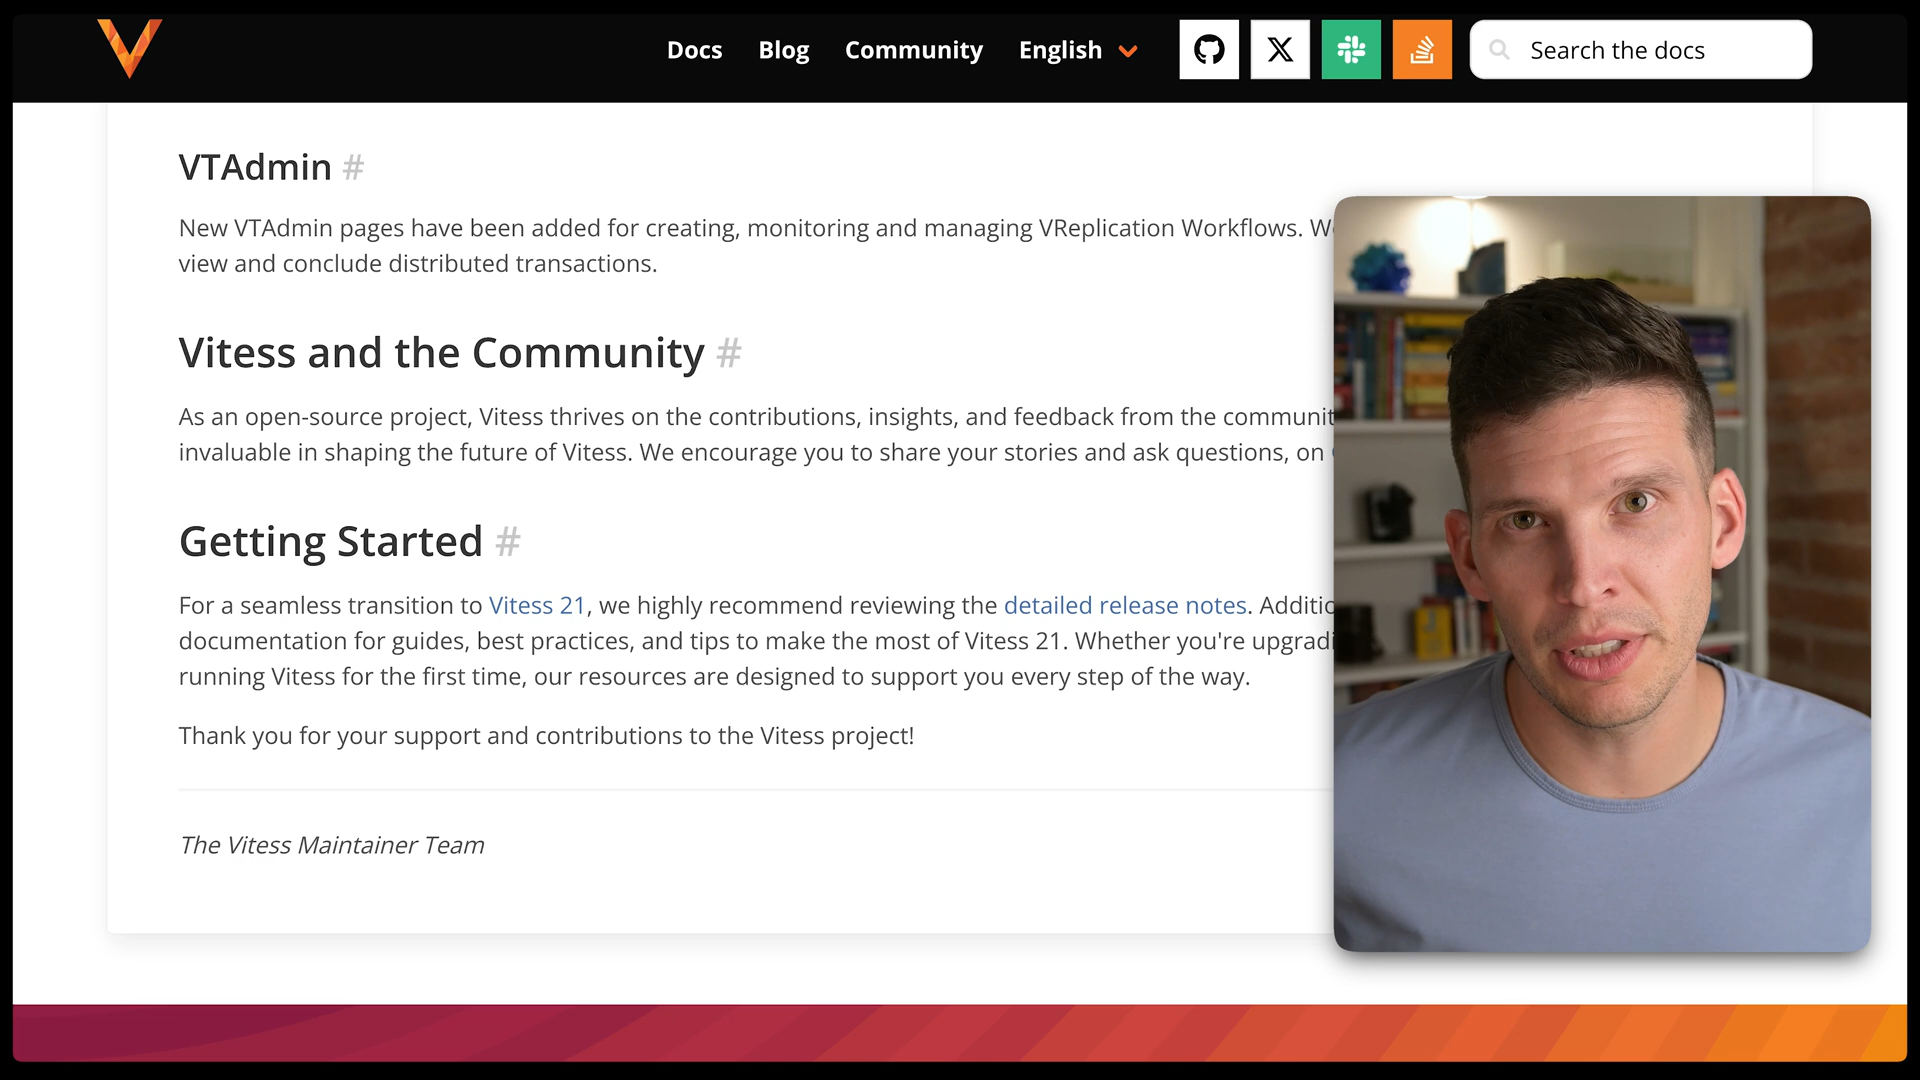 Docs Blog Community English Search the docs
VTAdmin #
New VTAdmin pages have been added for creating, monitoring and managing VReplication Workflows.
view and conclude distributed transactions.
Vitess and the Community #
As an open-source project, Vitess thrives on the contributions, insights, and feedback from the
invaluable in shaping the future of Vitess. We encourage you to share your stories and ask questions, on
Getting Started #
For a seamless transition to Vitess 21, we highly recommend reviewing the detailed release notes.
documentation for guides, best practices, and tips to make the most of Vitess 21. Whether you're
running Vitess for the first time, our resources are designed to support you every step of the way.
Thank you for your support and contributions to the Vitess project!
The Vitess Maintainer Team